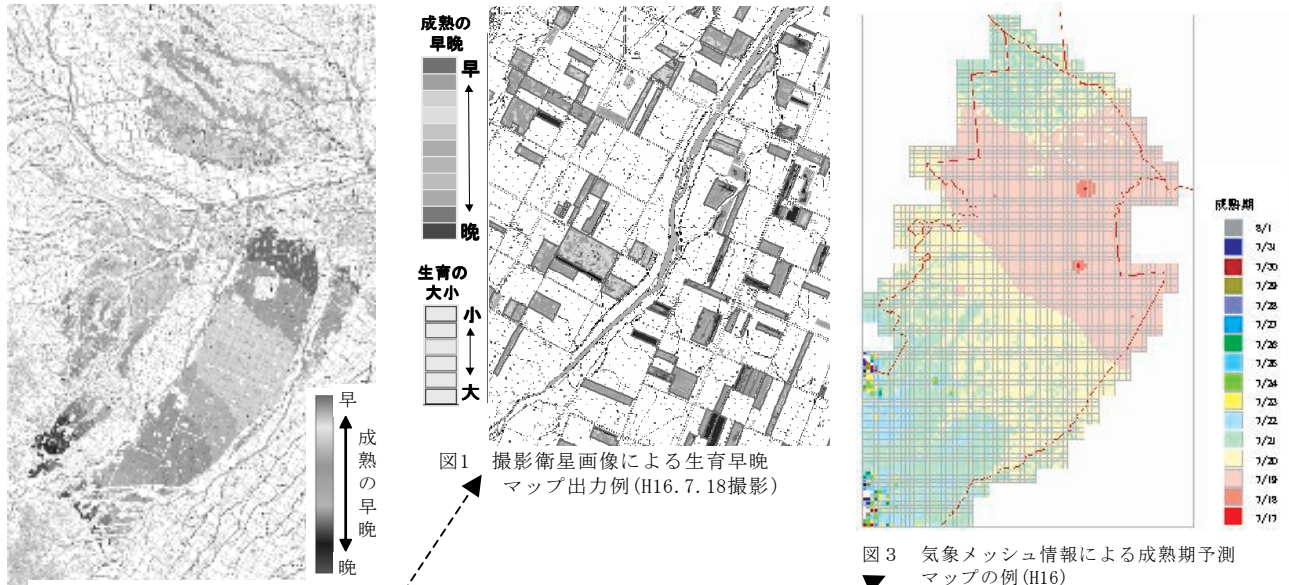 早
成
熟
の
早
晩
晩
成熟の
早晩
早
晩
生育の
大小
小
大
図1 撮影衛星画像による生育早晩
マップ出力例(H16.7.18撮影)
成熟期
8/1
7/31
7/30
7/29
7/28
7/27
7/26
7/25
7/24
7/23
7/22
7/21
7/20
7/19
7/18
7/17
図3 気象メッシュ情報による成熟期予測
マップの例(H16)